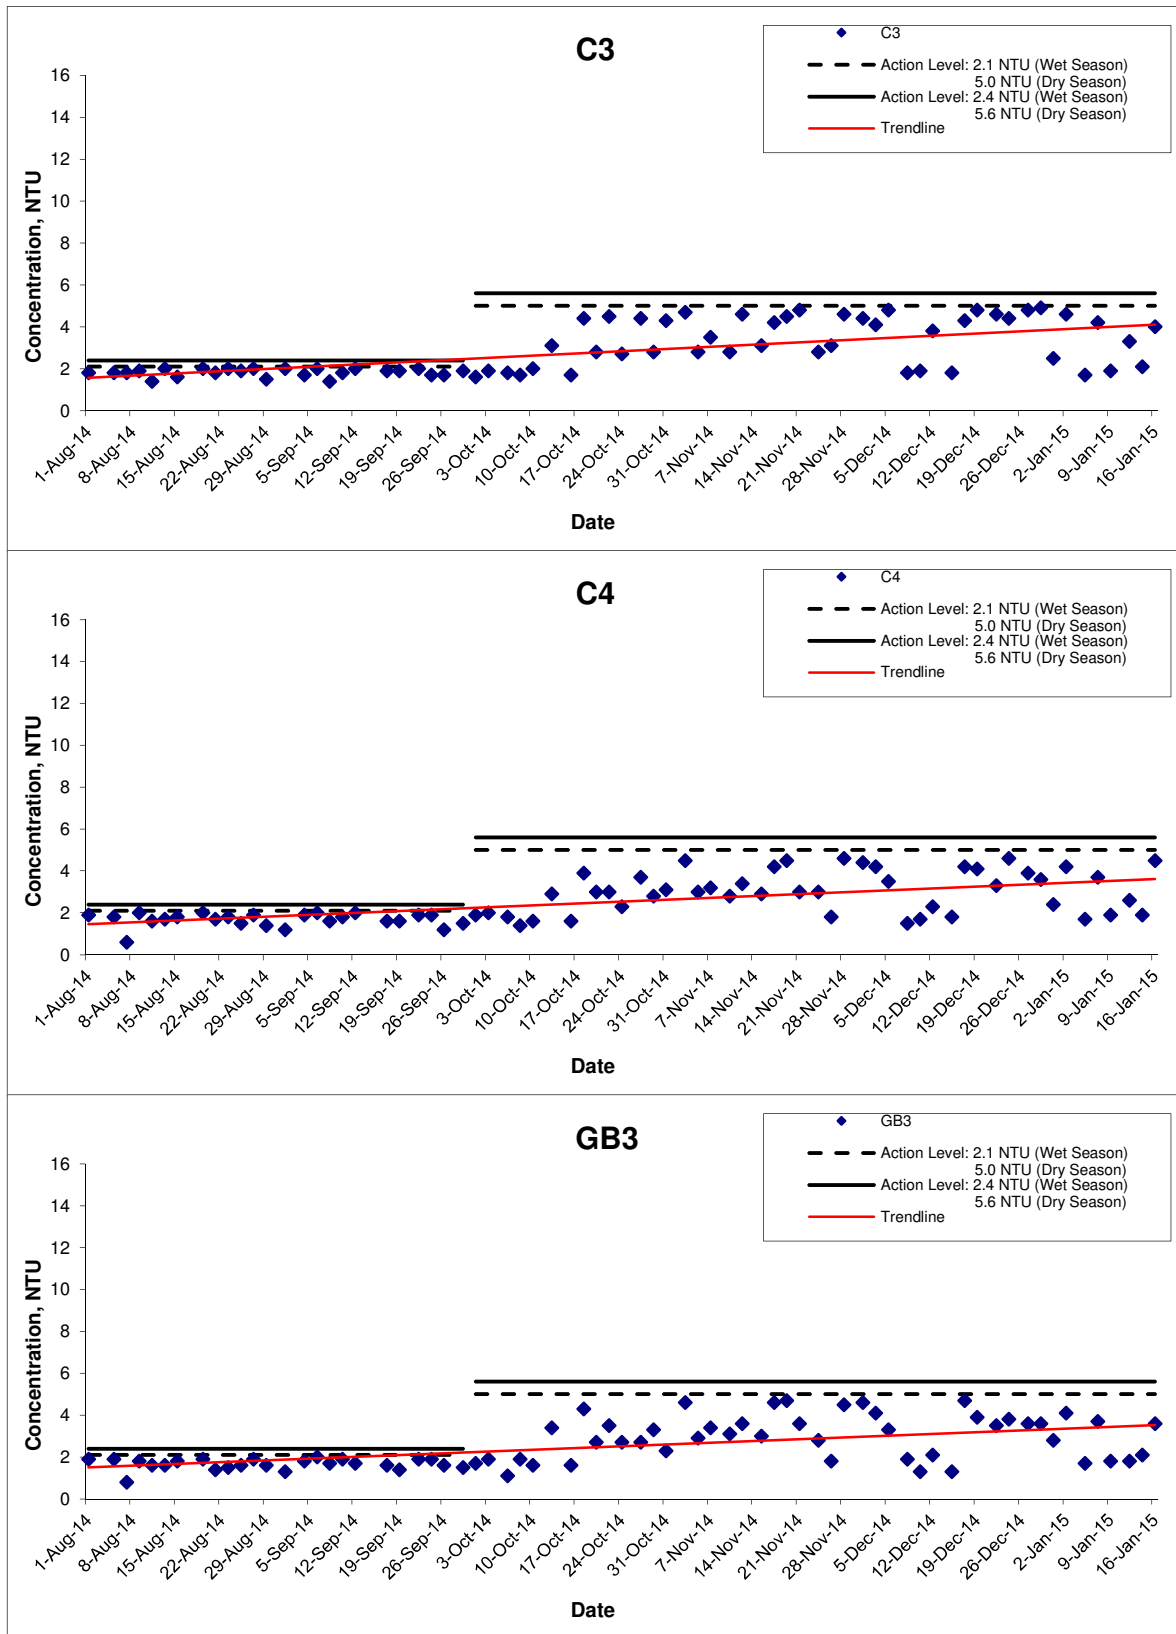 C3
C3
Action Level: 2.1 NTU (Wet Season)
5.0 NTU (Dry Season)
Action Level: 2.4 NTU (Wet Season)
5.6 NTU (Dry Season)
Trendline
Concentration, NTU
16
14
12
10
8
6
4
2
0
1-Aug-14
8-Aug-14
15-Aug-14
22-Aug-14
29-Aug-14
5-Sep-14
12-Sep-14
19-Sep-14
26-Sep-14
3-Oct-14
10-Oct-14
17-Oct-14
24-Oct-14
31-Oct-14
7-Nov-14
14-Nov-14
21-Nov-14
28-Nov-14
5-Dec-14
12-Dec-14
19-Dec-14
26-Dec-14
2-Jan-15
9-Jan-15
16-Jan-15
Date
C4
C4
Action Level: 2.1 NTU (Wet Season)
5.0 NTU (Dry Season)
Action Level: 2.4 NTU (Wet Season)
5.6 NTU (Dry Season)
Trendline
Concentration, NTU
16
14
12
10
8
6
4
2
0
1-Aug-14
8-Aug-14
15-Aug-14
22-Aug-14
29-Aug-14
5-Sep-14
12-Sep-14
19-Sep-14
26-Sep-14
3-Oct-14
10-Oct-14
17-Oct-14
24-Oct-14
31-Oct-14
7-Nov-14
14-Nov-14
21-Nov-14
28-Nov-14
5-Dec-14
12-Dec-14
19-Dec-14
26-Dec-14
2-Jan-15
9-Jan-15
16-Jan-15
Date
GB3
GB3
Action Level: 2.1 NTU (Wet Season)
5.0 NTU (Dry Season)
Action Level: 2.4 NTU (Wet Season)
5.6 NTU (Dry Season)
Trendline
Concentration, NTU
16
14
12
10
8
6
4
2
0
1-Aug-14
8-Aug-14
15-Aug-14
22-Aug-14
29-Aug-14
5-Sep-14
12-Sep-14
19-Sep-14
26-Sep-14
3-Oct-14
10-Oct-14
17-Oct-14
24-Oct-14
31-Oct-14
7-Nov-14
14-Nov-14
21-Nov-14
28-Nov-14
5-Dec-14
12-Dec-14
19-Dec-14
26-Dec-14
2-Jan-15
9-Jan-15
16-Jan-15
Date